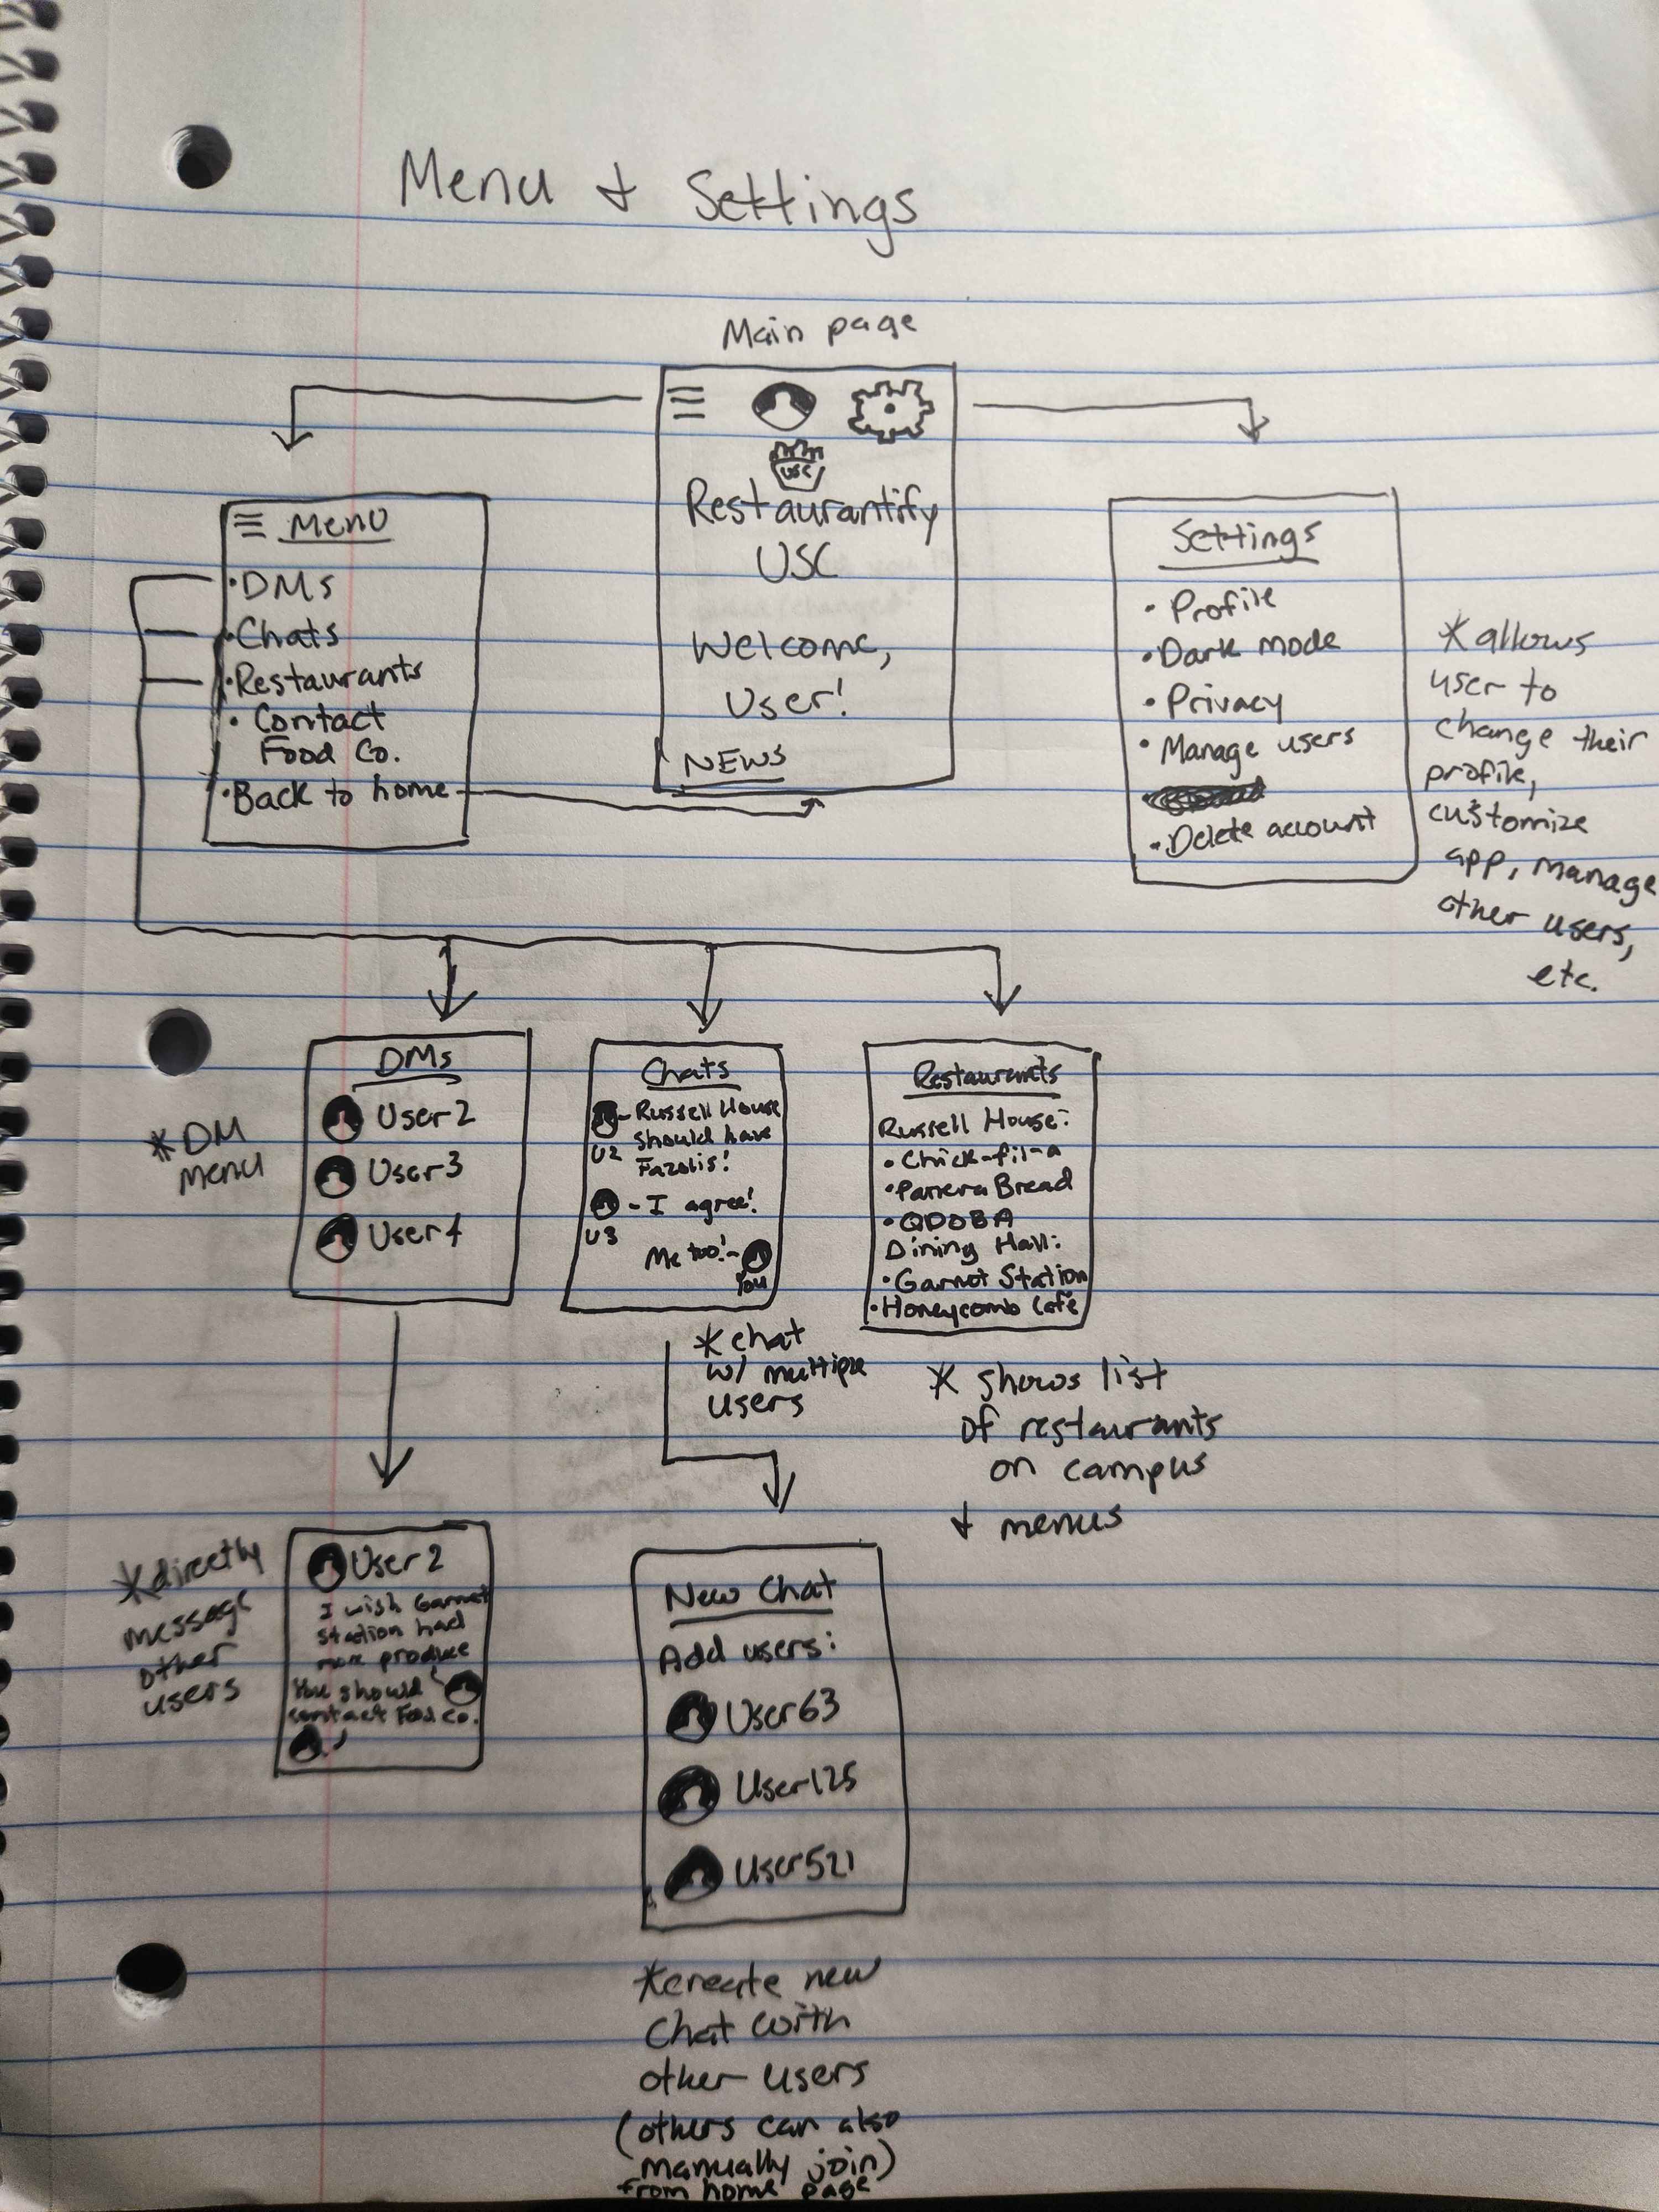 Menu + Settings
Main page
USC
Restaurantify
USC
Welcome,
User!
NEWS
Menu
• DMs
• Chats
• Restaurants
• Contact
Food Co.
• Back to home
Settings
• Profile
• Dark mode
• Privacy
• Manage users
• Delete account
* allows
user to
change their
profile,
customize
app, manage
other users,
etc.
* DM
menu
DMs
User 2
User 3
User 4
Chats
- Russell House
should have
Fazolis!
U2
- I agree!
U3
Me too! -
You
Restaurants
Russell House:
• Chick-fil-a
• Panera Bread
• QDOBA
Dining Hall:
• Garnet Station
• Honeycomb Cafe
* chat
w/ multiple
users
* shows list
of restaurants
on campus
+ menus
* directly
message
other
users
User 2
I wish Garnet
Station had
more produce
You should
contact Food Co.
New Chat
Add users:
User63
User125
User521
* create new
chat with
other users
(others can also
manually join)
from home page